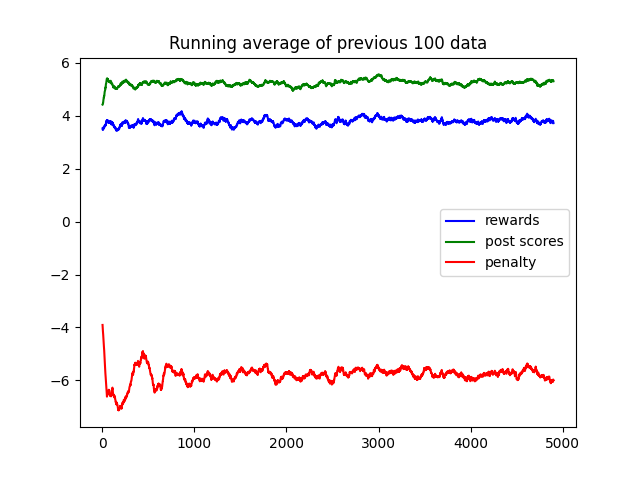 Running average of previous 100 data
6
4
2
0
−2
−4
−6
rewards
post scores
penalty
0 1000 2000 3000 4000 5000